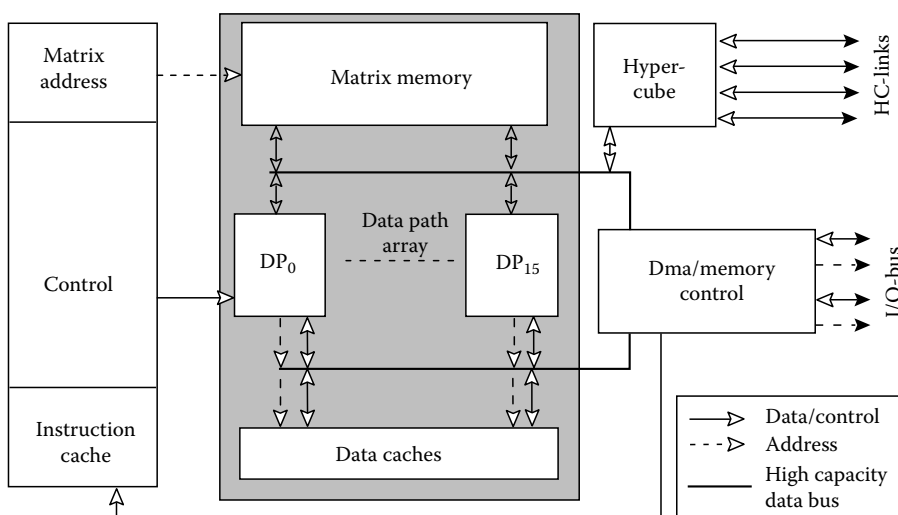 Matrix
address
Control
Instruction
cache
Matrix memory
Data path
array
DP₀
DP₁₅
Data caches
Hyper-
cube
HC-links
Dma/memory
control
I/O-bus
Data/control
Address
High capacity
data bus